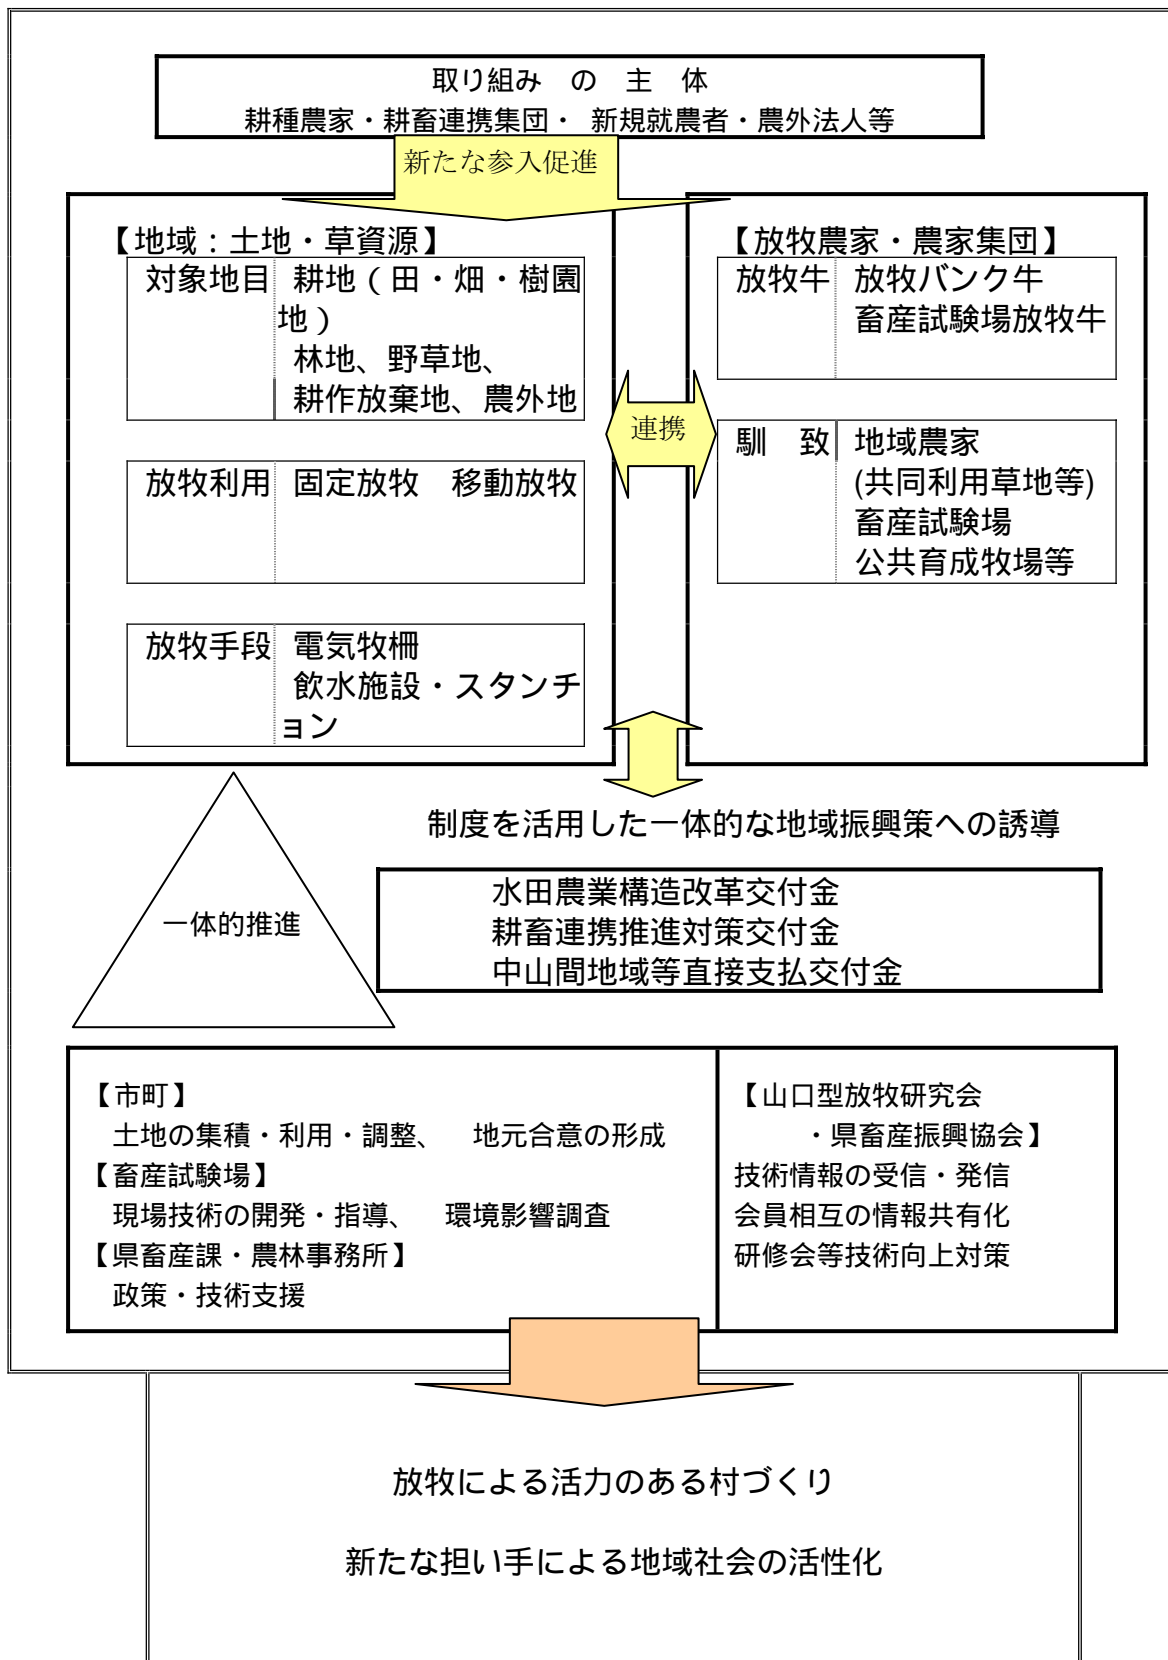 取り組み　の　主　体
耕種農家・耕畜連携集団・ 新規就農者・農外法人等
新たな参入促進
【地域：土地・草資源】
対象地目 耕地（田・畑・樹園
地）
林地、野草地、
耕作放棄地、農外地
放牧利用 固定放牧　移動放牧
放牧手段 電気牧柵
飲水施設・スタンチ
ョン
連携
【放牧農家・農家集団】
放牧牛 放牧バンク牛
畜産試験場放牧牛
馴　致 地域農家
(共同利用草地等)
畜産試験場
公共育成牧場等
制度を活用した一体的な地域振興策への誘導
一体的推進
水田農業構造改革交付金
耕畜連携推進対策交付金
中山間地域等直接支払交付金
【市町】
土地の集積・利用・調整、　地元合意の形成
【畜産試験場】
現場技術の開発・指導、　環境影響調査
【県畜産課・農林事務所】
政策・技術支援
【山口型放牧研究会
・県畜産振興協会】
技術情報の受信・発信
会員相互の情報共有化
研修会等技術向上対策
放牧による活力のある村づくり
新たな担い手による地域社会の活性化